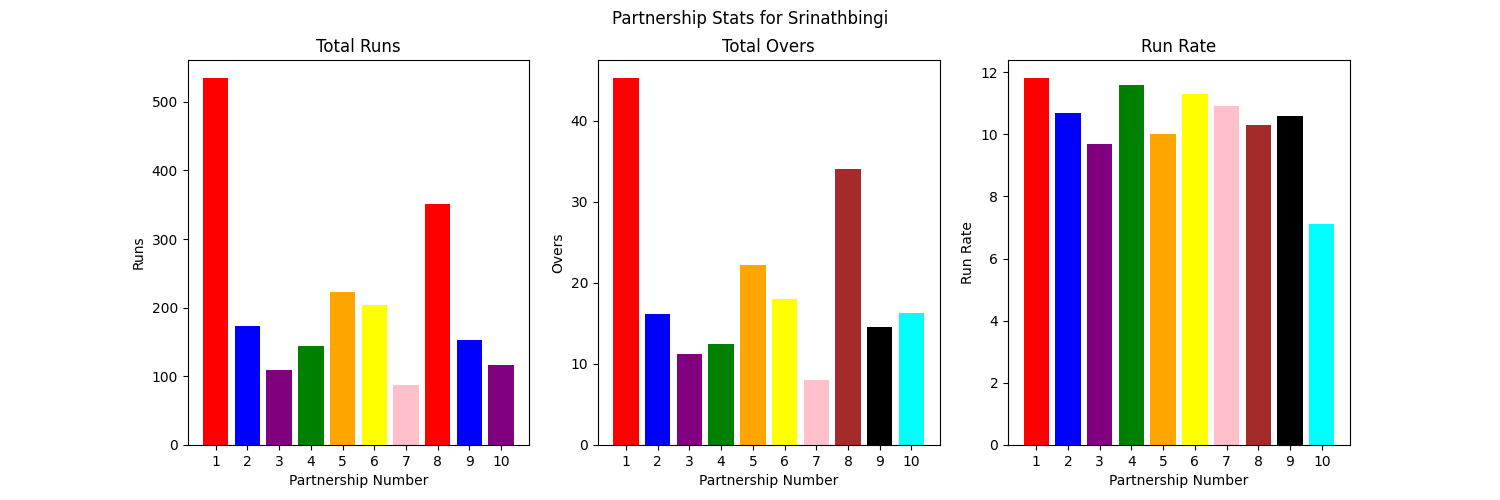 Partnership Stats for Srinathbingi
Total Runs
Runs
500
400
300
200
100
0
1 2 3 4 5 6 7 8 9 10
Partnership Number
Total Overs
Overs
40
30
20
10
0
1 2 3 4 5 6 7 8 9 10
Partnership Number
Run Rate
Run Rate
12
10
8
6
4
2
0
1 2 3 4 5 6 7 8 9 10
Partnership Number